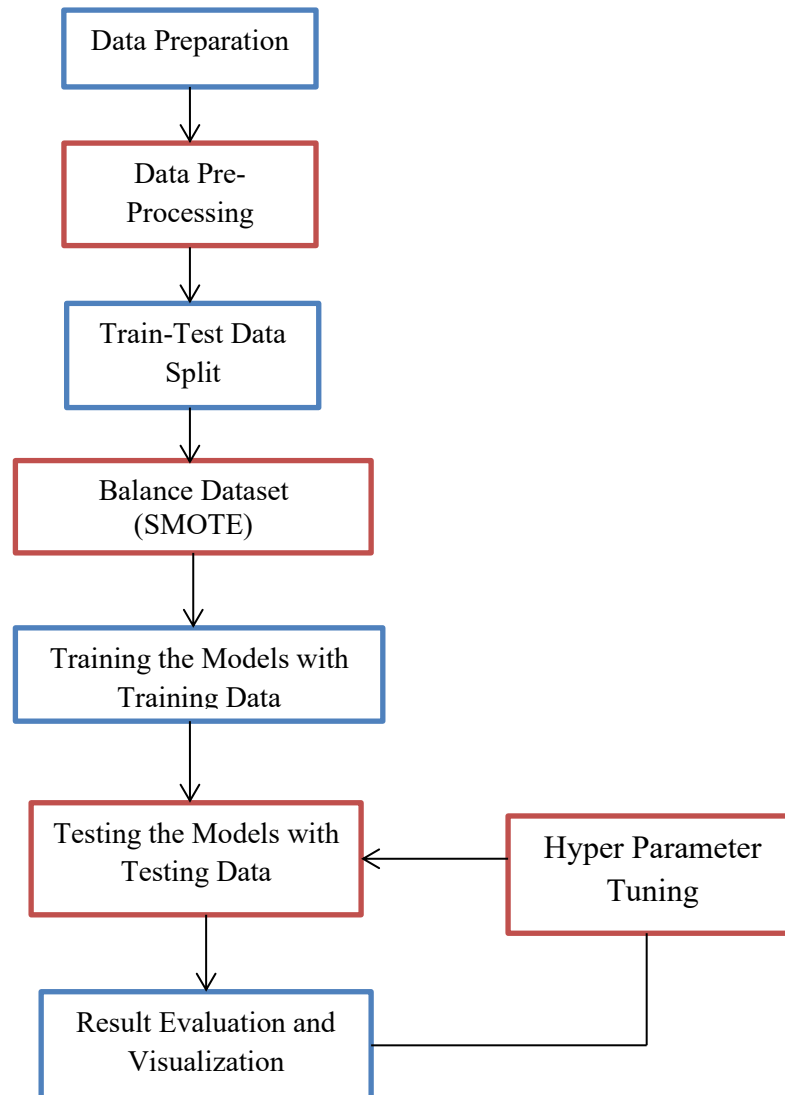 Data Preparation
Data Pre-
Processing
Train-Test Data
Split
Balance Dataset
(SMOTE)
Training the Models with
Training Data
Testing the Models with
Testing Data
Hyper Parameter
Tuning
Result Evaluation and
Visualization